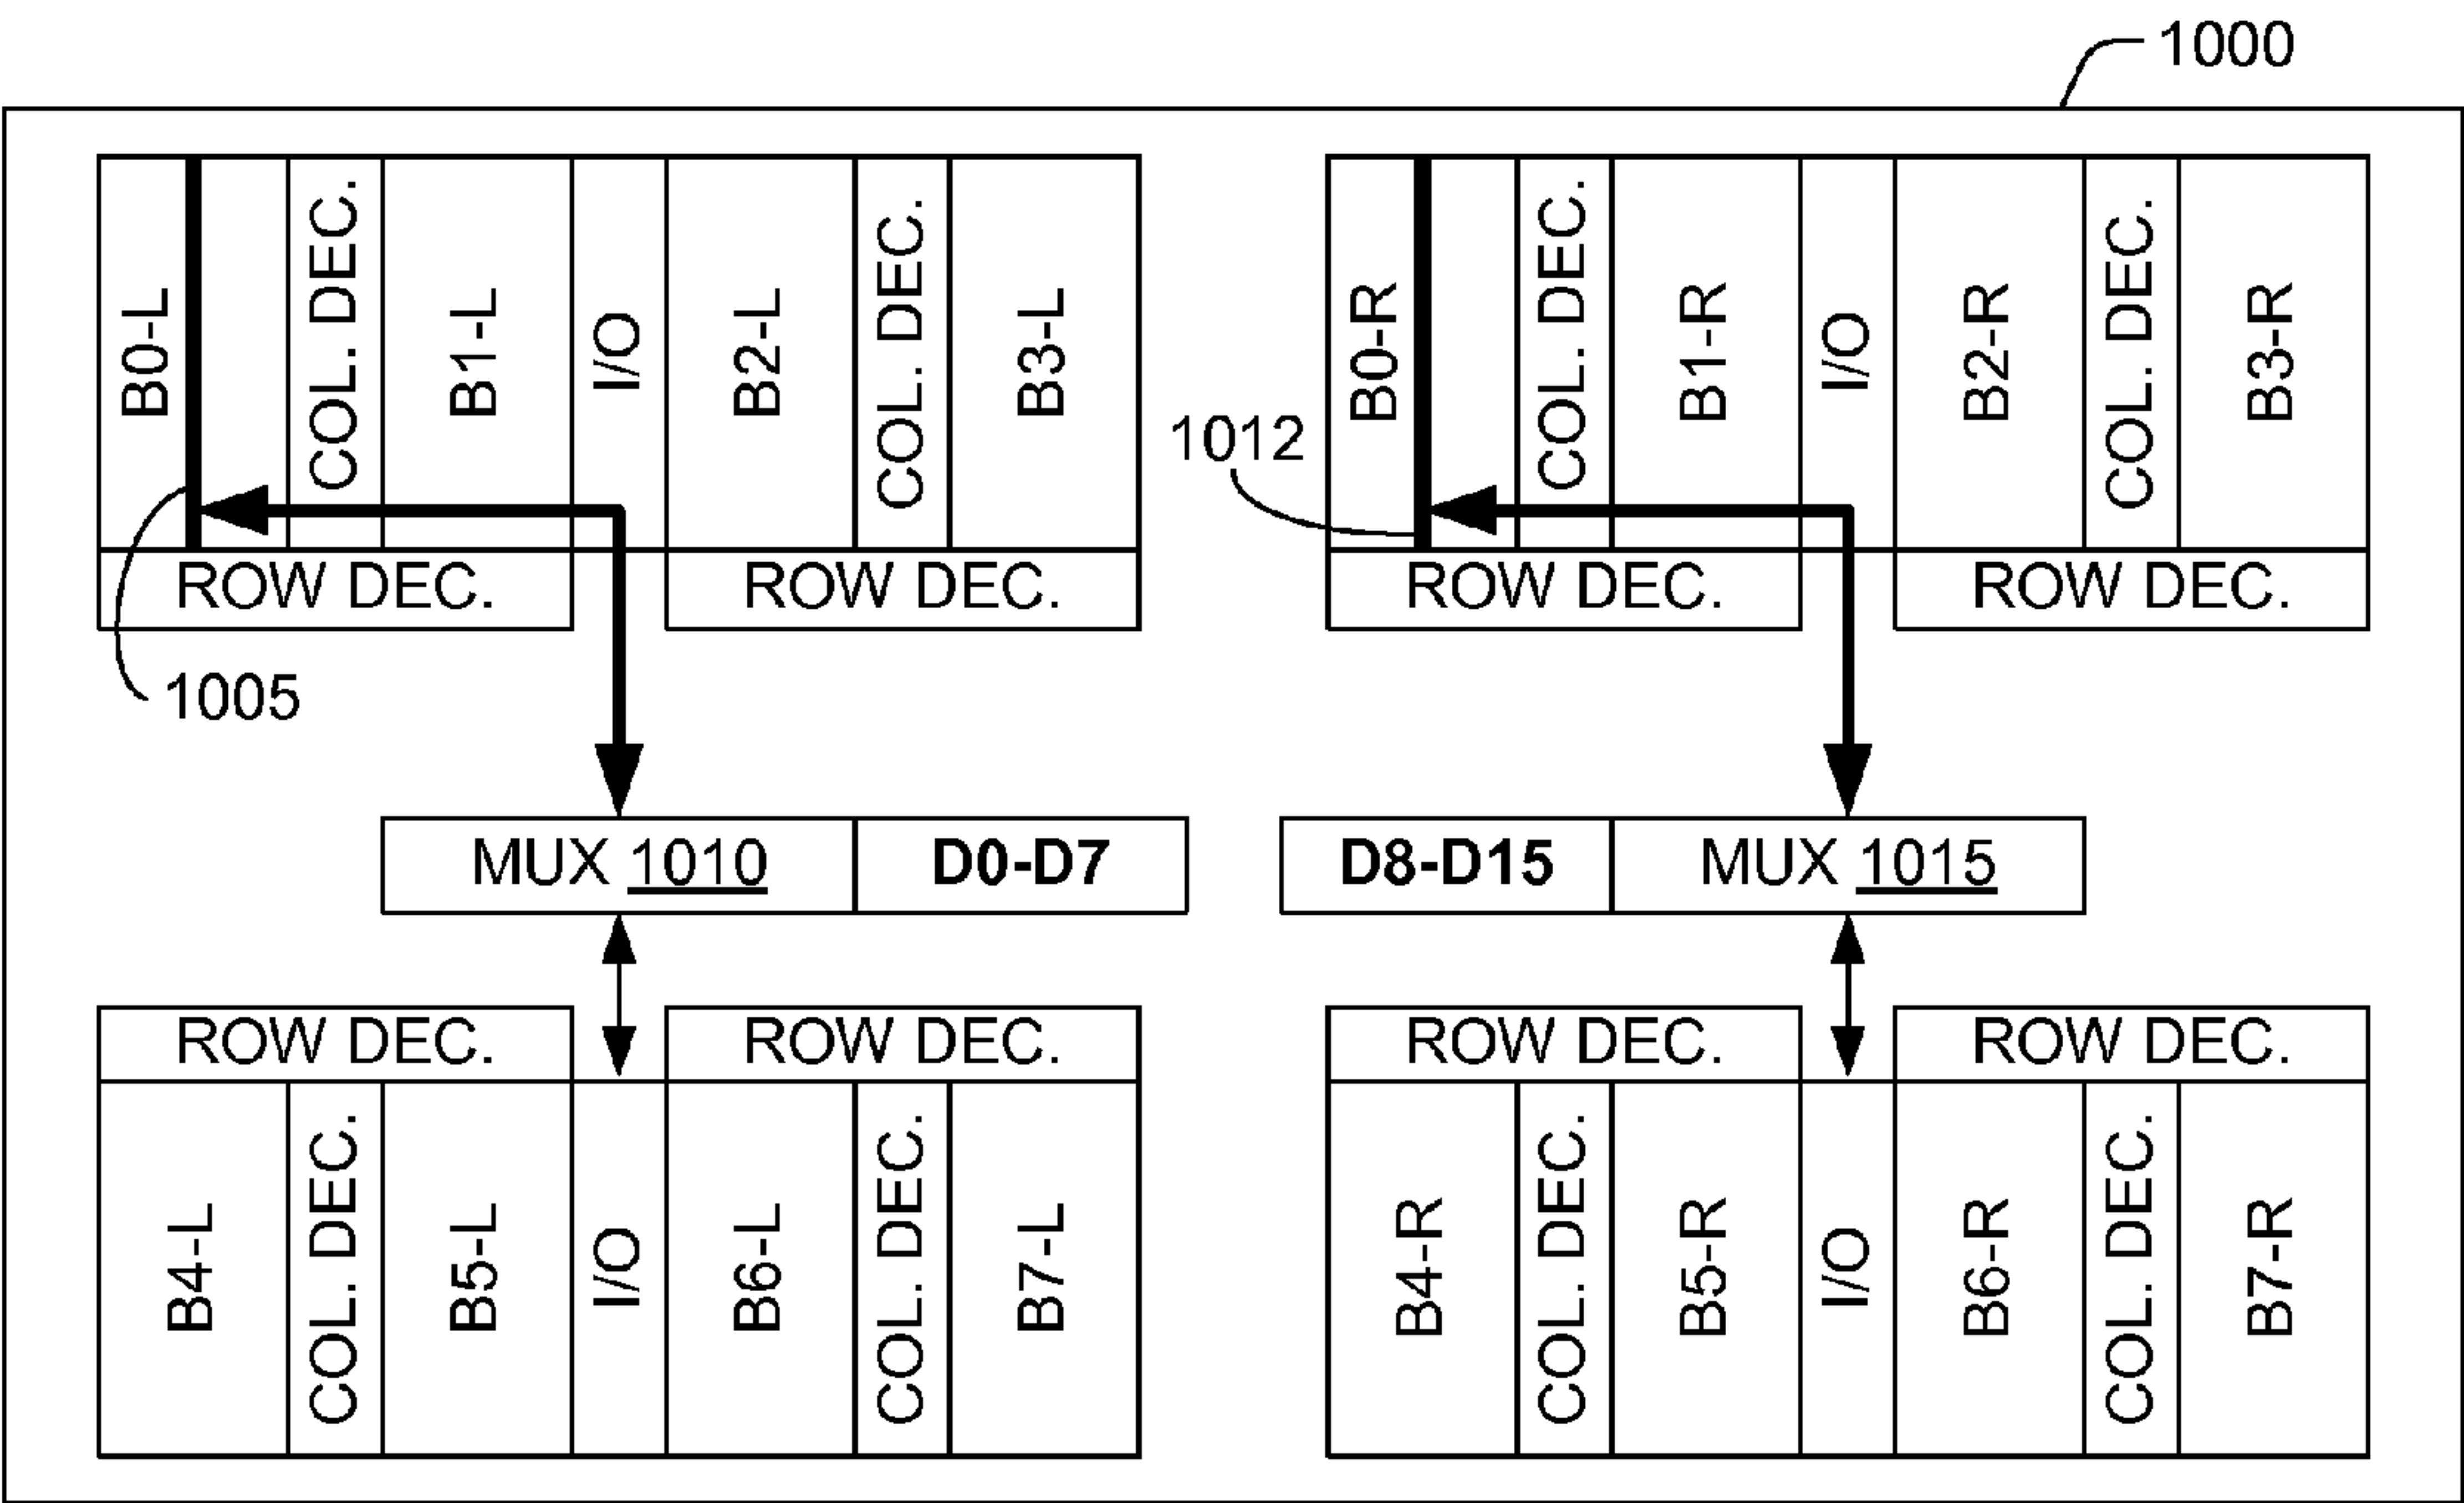 1000
B0-L
COL. DEC.
B1-L
I/O
B2-L
COL. DEC.
B3-L
ROW DEC.
ROW DEC.
1005
B0-R
COL. DEC.
B1-R
I/O
B2-R
COL. DEC.
B3-R
1012
ROW DEC.
ROW DEC.
MUX 1010
D0-D7
D8-D15
MUX 1015
ROW DEC.
ROW DEC.
B4-L
COL. DEC.
B5-L
I/O
B6-L
COL. DEC.
B7-L
ROW DEC.
ROW DEC.
B4-R
COL. DEC.
B5-R
I/O
B6-R
COL. DEC.
B7-R